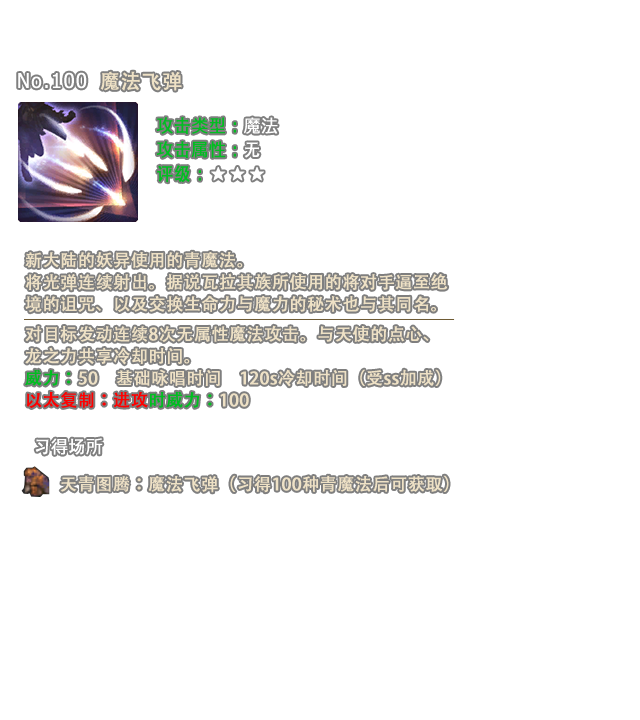 No.100 魔法飞弹
攻击类型：魔法
攻击属性：无
评级：☆☆☆
新大陆的妖异使用的青魔法。
将光弹连续射出。据说瓦拉其族所使用的将对手逼至绝
境的诅咒、以及交换生命力与魔力的秘术也与其同名。
对目标发动连续8次无属性魔法攻击。与天使的点心、
龙之力共享冷却时间。
威力：50 基础咏唱时间 120s冷却时间（受ss加成）
以太复制：进攻时威力：100
习得场所
天青图腾：魔法飞弹（习得100种青魔法后可获取）